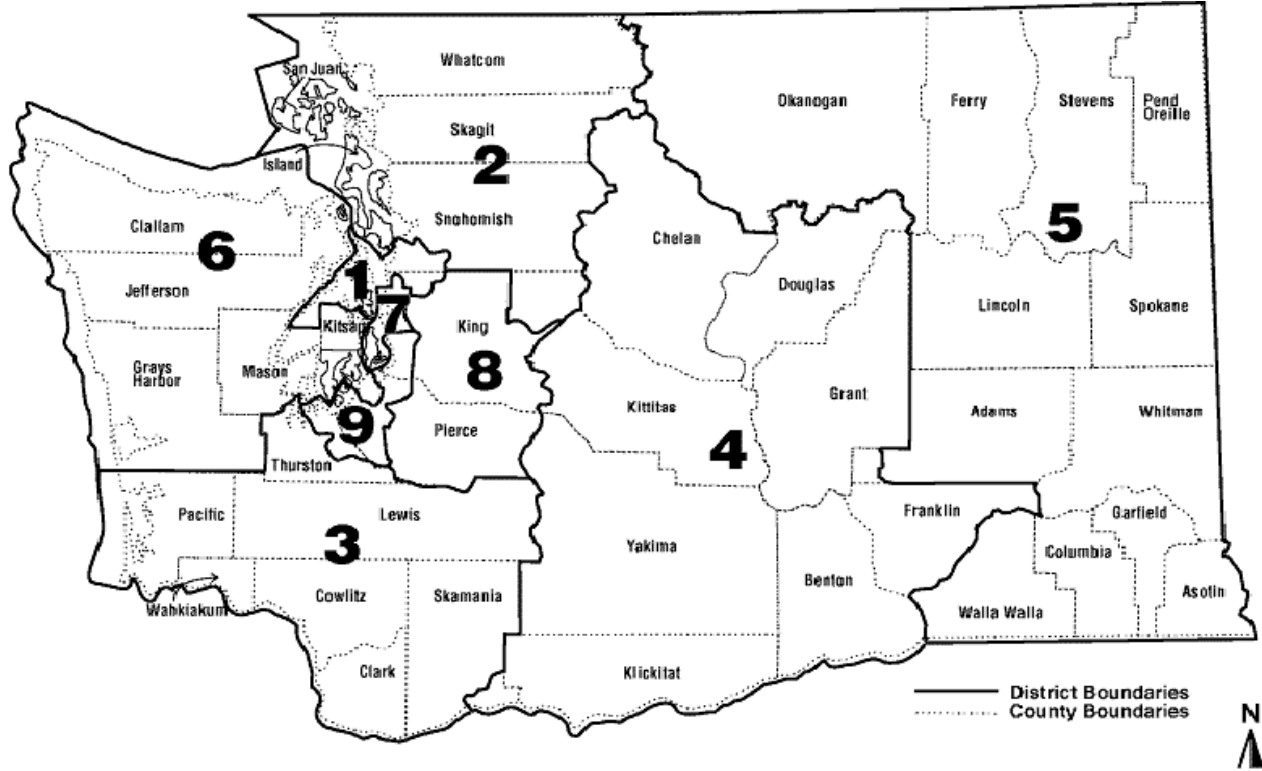 Whatcom
San Juan
Okanogan
Ferry
Stevens
Pend
Oreille
Skagit
Island
2
Snohomish
Clallam
6
5
Chelan
1
Douglas
Jefferson
7
Lincoln
Spokane
Kitsap
King
Grays
Harbor
Mason
8
Grant
Kittitas
Adams
Whitman
9
Pierce
4
Thurston
Pacific
Lewis
Franklin
Garfield
3
Yakima
Columbia
Benton
Cowlitz
Skamania
Asotin
Wahkiakum
Walla Walla
Clark
Klickitat
District Boundaries
County Boundaries
N